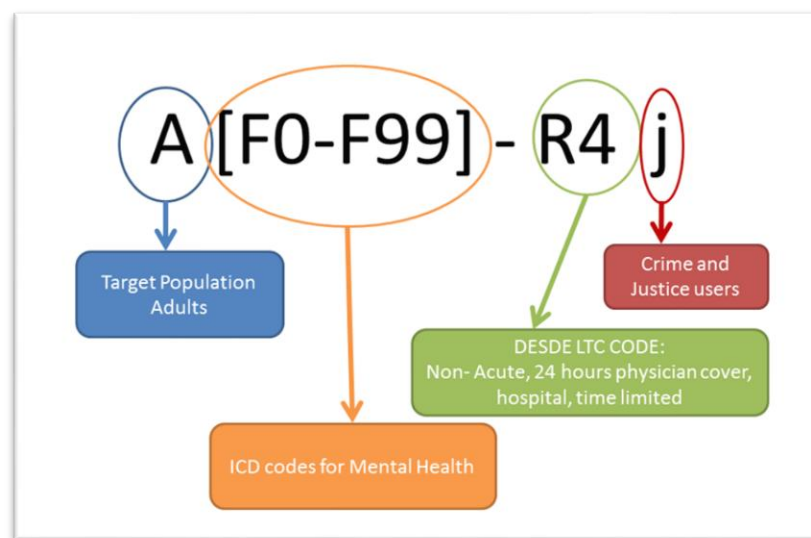 A [F0-F99] - R4 j
Target Population
Adults
Crime and
Justice users
DESDE LTC CODE:
Non- Acute, 24 hours physician cover,
hospital, time limited
ICD codes for Mental Health